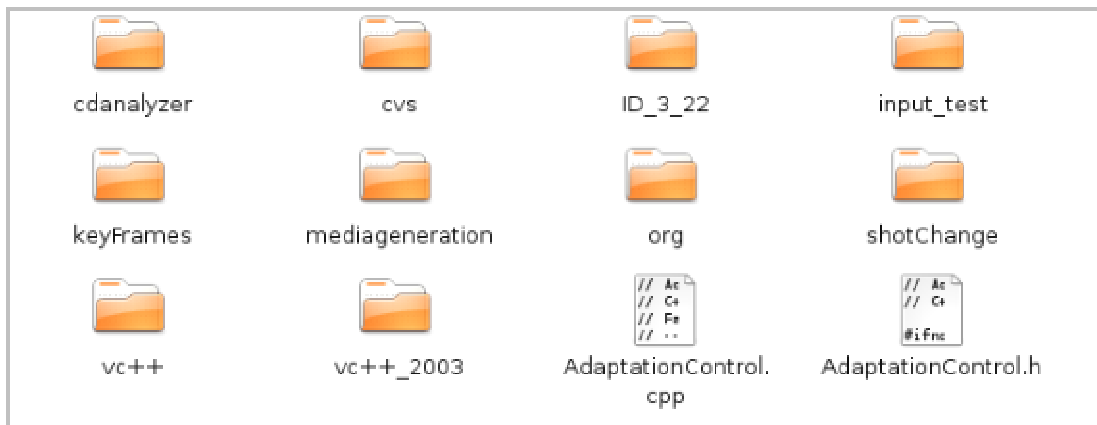 cdanalyzer cvs ID_3_22 input_test
keyFrames mediageneration org shotChange
// Ac // Ac
// C+ // C+
// Fe
// -- #ifnc
vc++ vc++_2003 AdaptationControl. AdaptationControl.h
cpp